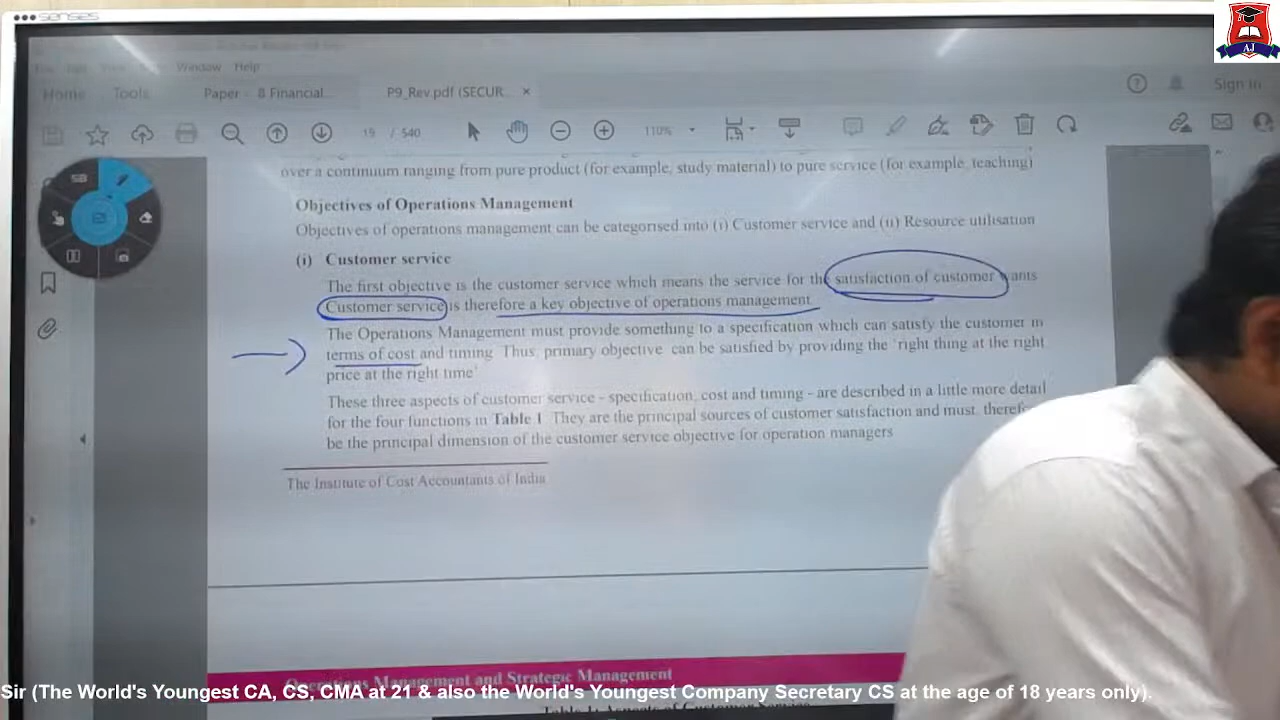 senses
Window Help
Home Tools Paper - 8 Financial... P9_Rev.pdf (SECUR... × Sign In
19 / 540 110%
over a continuum ranging from pure product (for example, study material) to pure service (for example, teaching)
Objectives of Operations Management
Objectives of operations management can be categorised into (i) Customer service and (ii) Resource utilisation
(i) Customer service
The first objective is the customer service which means the service for the satisfaction of customer wants
Customer service is therefore a key objective of operations management
The Operations Management must provide something to a specification which can satisfy the customer in
terms of cost and timing Thus, primary objective can be satisfied by providing the 'right thing at the right
price at the right time'
These three aspects of customer service - specification, cost and timing - are described in a little more detail
for the four functions in Table 1 They are the principal sources of customer satisfaction and must, theref
be the principal dimension of the customer service objective for operation managers
The Institute of Cost Accountants of India
Operations Management and Strategic Management
Table 1: Aspects of Customer Service
Sir (The World's Youngest CA, CS, CMA at 21 & also the World's Youngest Company Secretary CS at the age of 18 years only).
AJ